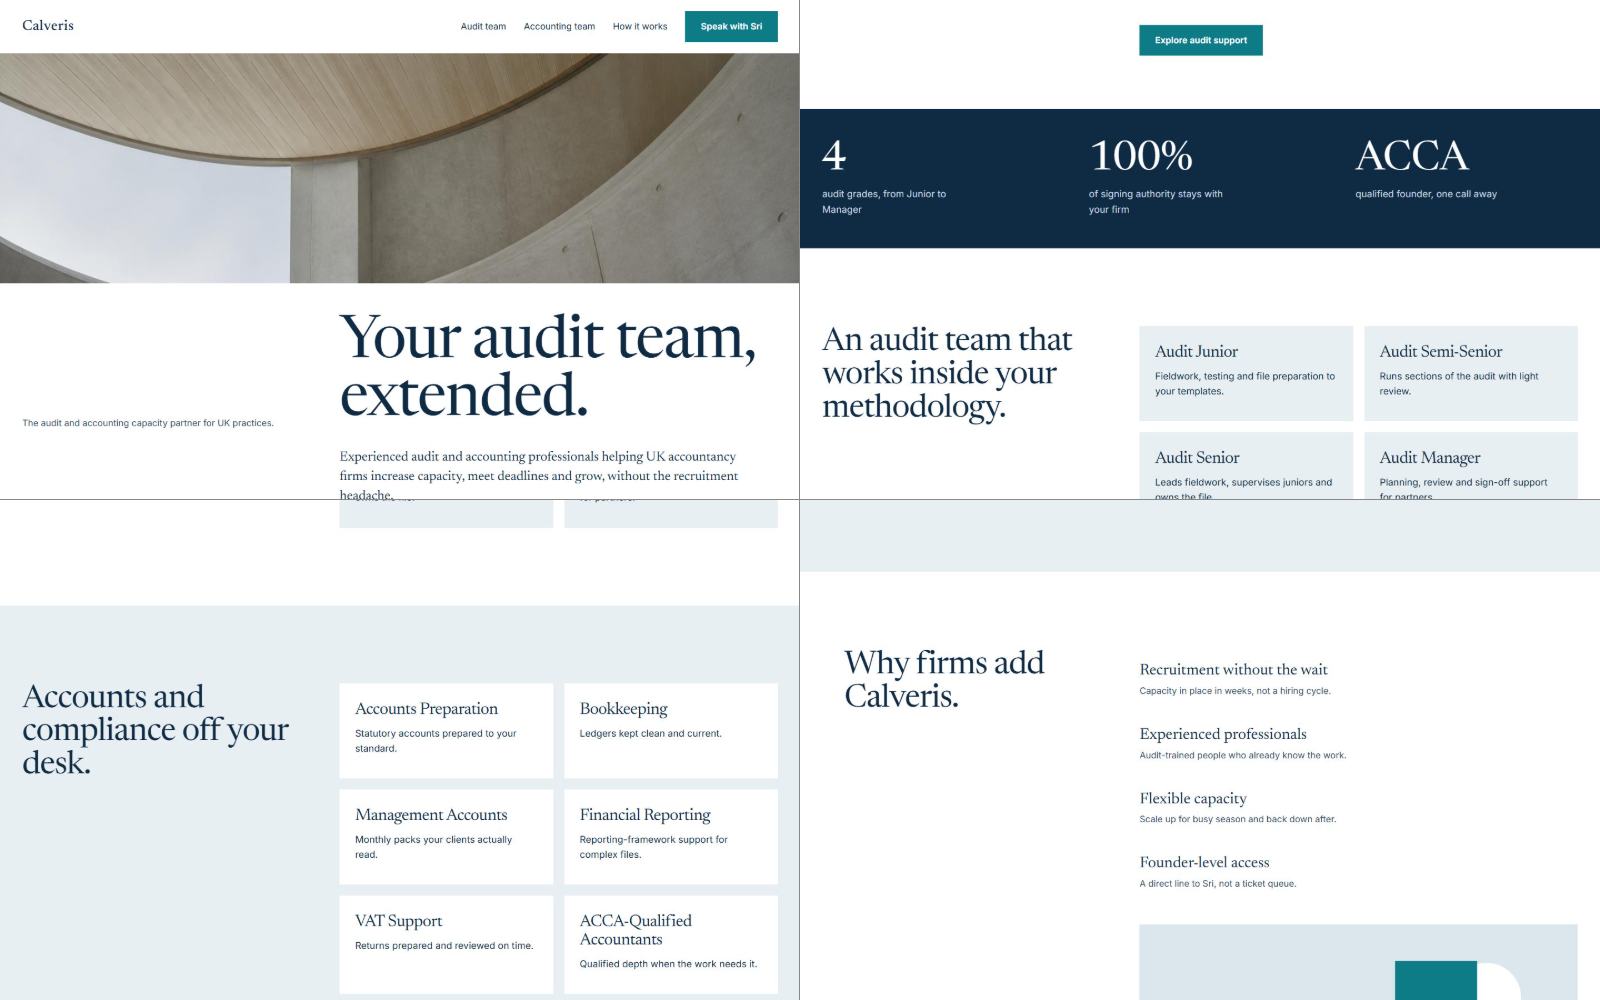 Calveris
Audit team
Accounting team
How it works
Speak with Sri
Your audit team,
extended.
The audit and accounting capacity partner for UK practices.
Experienced audit and accounting professionals helping UK accountancy
firms increase capacity, meet deadlines and grow, without the recruitment
headache.
Explore audit support
4
audit grades, from Junior to
Manager
100%
of signing authority stays with
your firm
ACCA
qualified founder, one call away
An audit team that
works inside your
methodology.
Audit Junior
Fieldwork, testing and file preparation to
your templates.
Audit Semi-Senior
Runs sections of the audit with light
review.
Audit Senior
Leads fieldwork, supervises juniors and
owns the file.
Audit Manager
Planning, review and sign-off support
for partners.
Accounts and
compliance off your
desk.
Accounts Preparation
Statutory accounts prepared to your
standard.
Bookkeeping
Ledgers kept clean and current.
Management Accounts
Monthly packs your clients actually
read.
Financial Reporting
Reporting-framework support for
complex files.
VAT Support
Returns prepared and reviewed on time.
ACCA-Qualified
Accountants
Qualified depth when the work needs it.
Why firms add
Calveris.
Recruitment without the wait
Capacity in place in weeks, not a hiring cycle.
Experienced professionals
Audit-trained people who already know the work.
Flexible capacity
Scale up for busy season and back down after.
Founder-level access
A direct line to Sri, not a ticket queue.